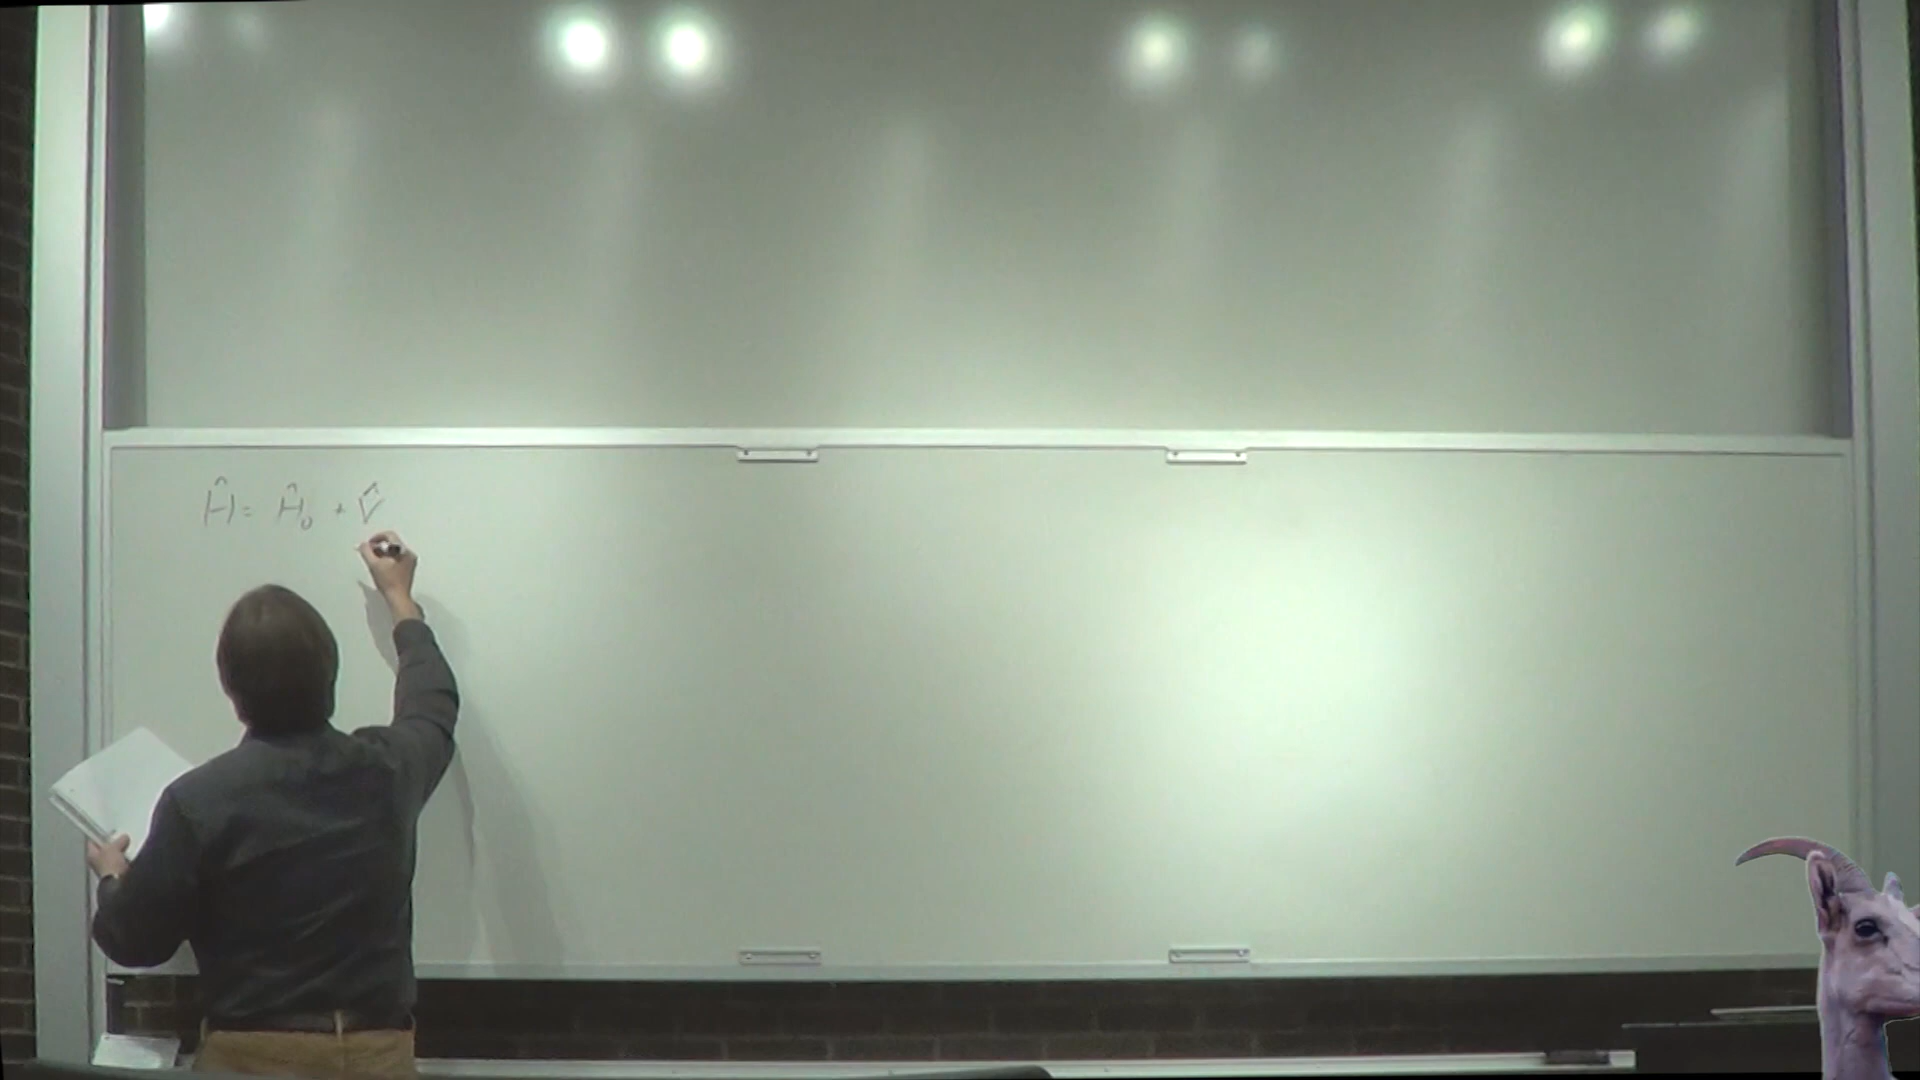 Ĥ = Ĥ₀ + V̂